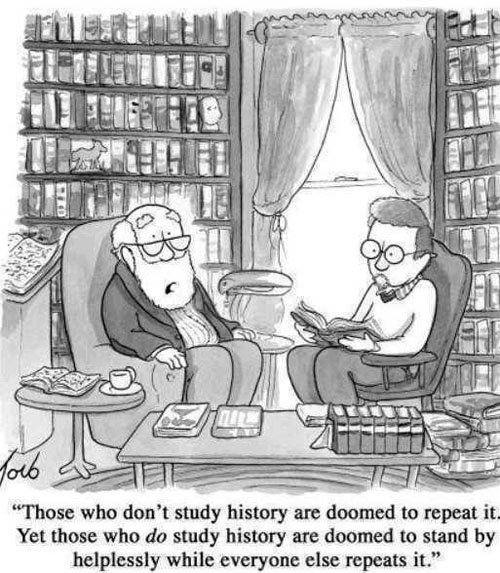 “Those who don’t study history are doomed to repeat it.
Yet those who do study history are doomed to stand by
helplessly while everyone else repeats it.”